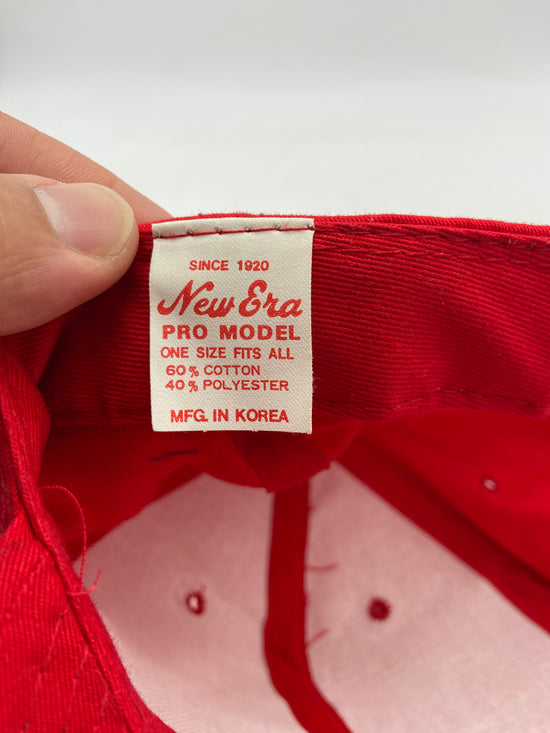 SINCE 1920
New Era
PRO MODEL
ONE SIZE FITS ALL
60% COTTON
40% POLYESTER
MFG. IN KOREA